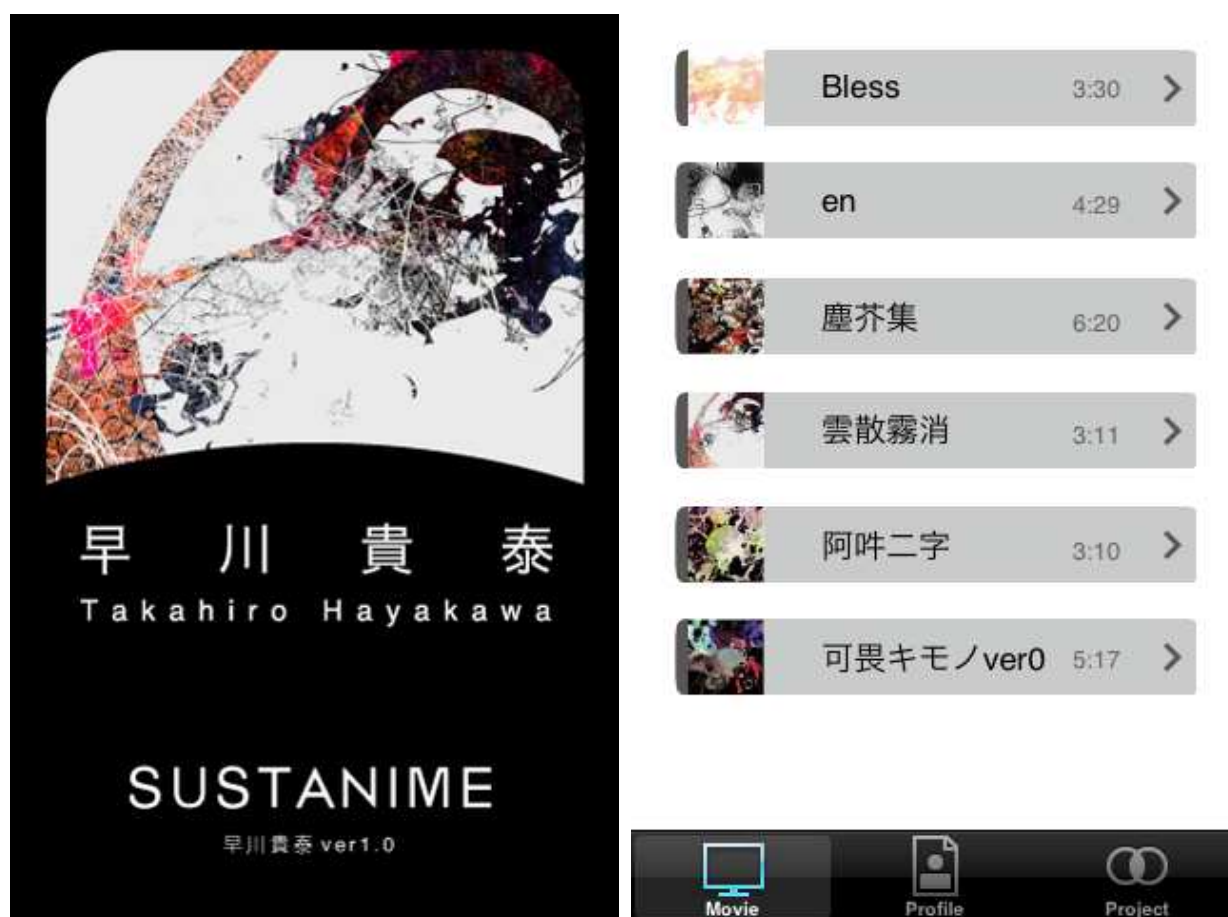 早川貴泰
Takahiro Hayakawa
SUSTANIME
早川貴泰 ver1.0
Bless 3:30
en 4:29
塵芥集 6:20
雲散霧消 3:11
阿吽二字 3:10
可畏キモノver0 5:17
Movie Profile Project